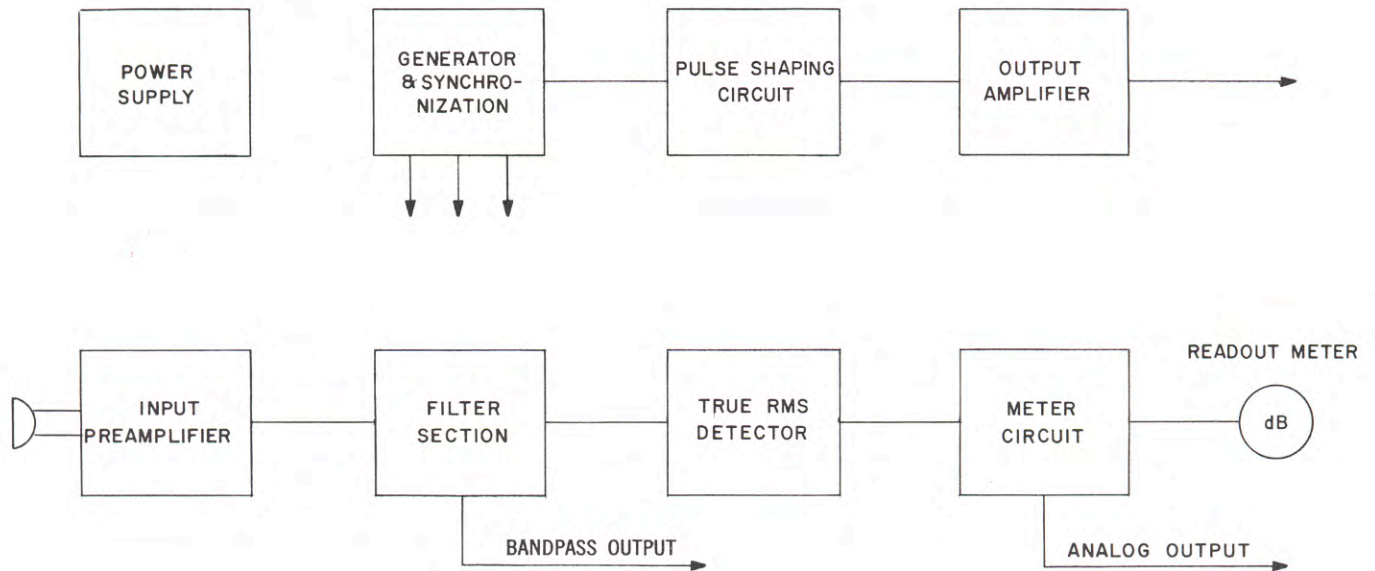 POWER
SUPPLY
GENERATOR
& SYNCHRO-
NIZATION
PULSE SHAPING
CIRCUIT
OUTPUT
AMPLIFIER
INPUT
PREAMPLIFIER
FILTER
SECTION
TRUE RMS
DETECTOR
METER
CIRCUIT
READOUT METER
dB
BANDPASS OUTPUT
ANALOG OUTPUT